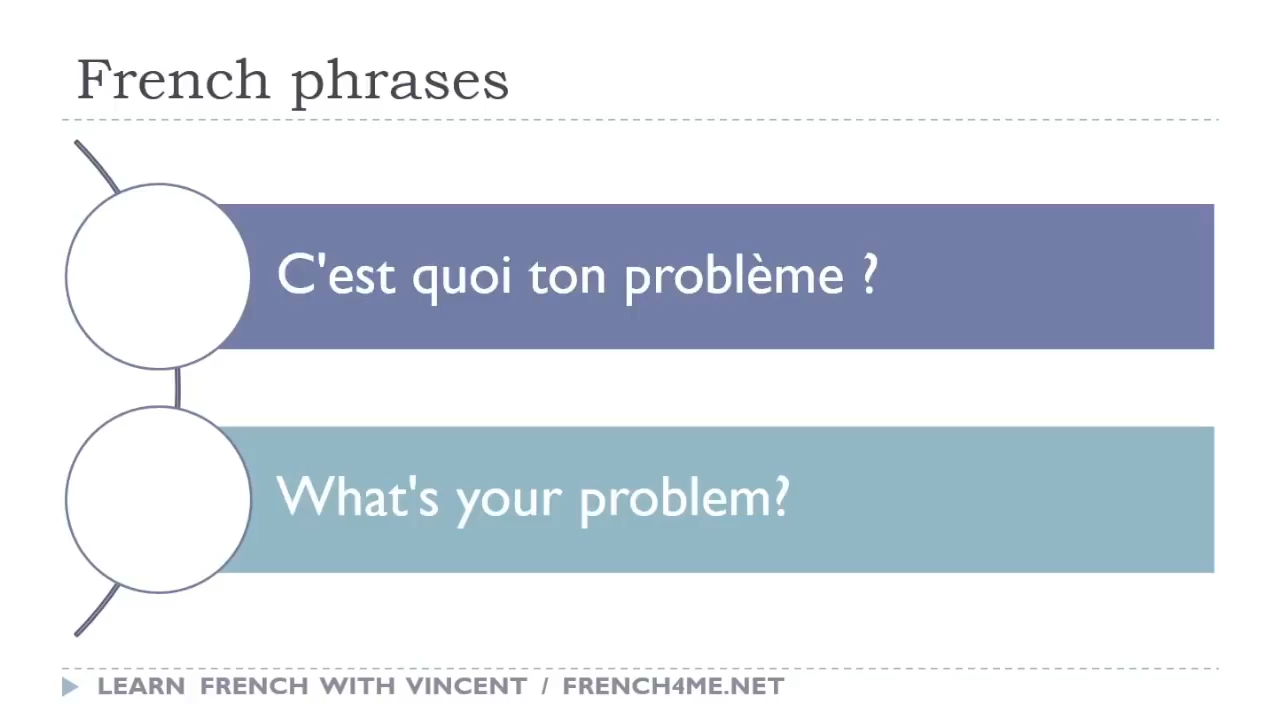 French phrases
C'est quoi ton problème ?
What's your problem?
LEARN FRENCH WITH VINCENT / FRENCH4ME.NET